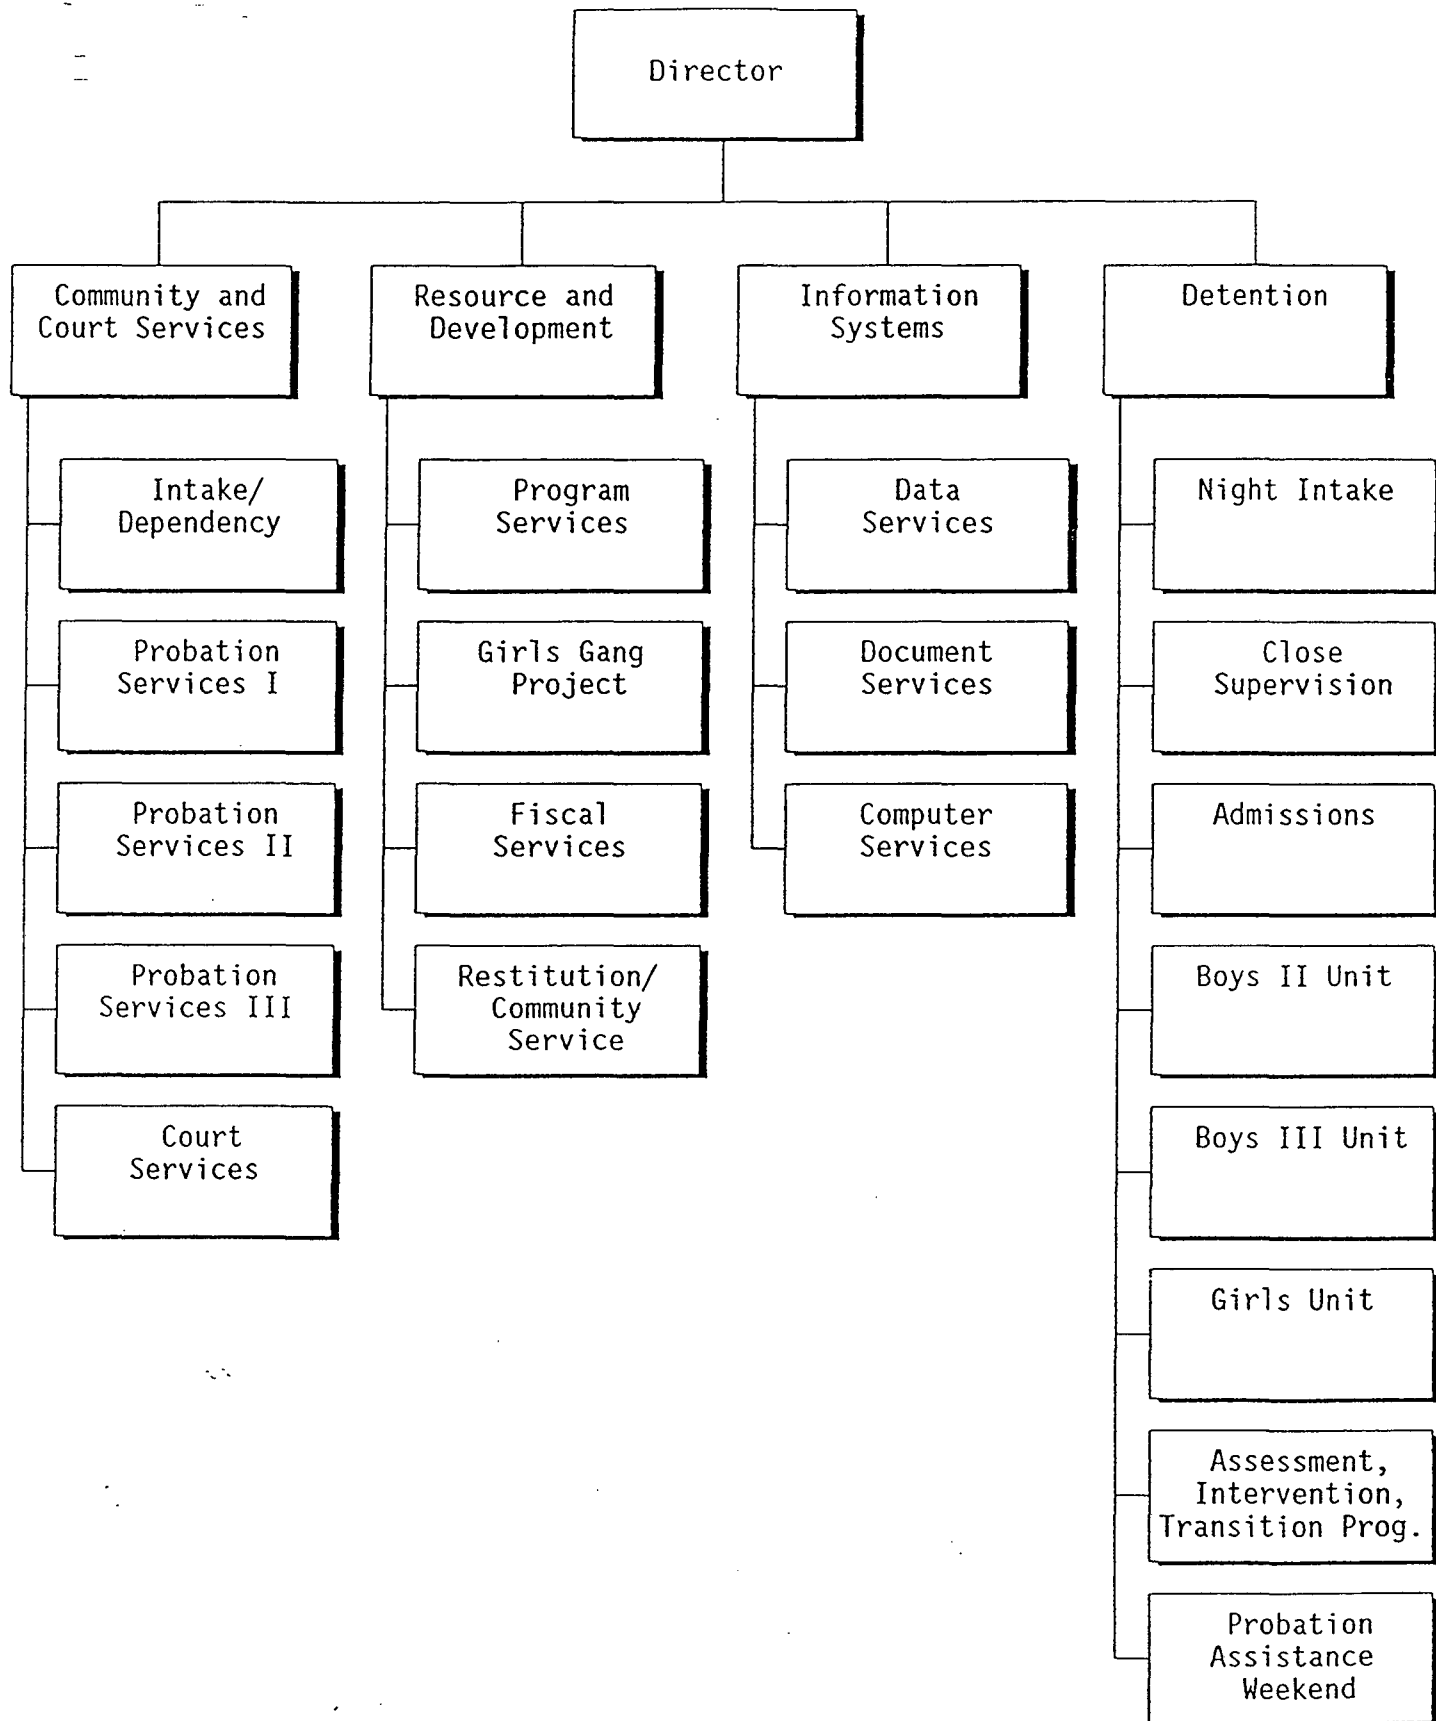 Director
Community and
Court Services
Resource and
Development
Information
Systems
Detention
Intake/
Dependency
Probation
Services I
Probation
Services II
Probation
Services III
Court
Services
Program
Services
Girls Gang
Project
Fiscal
Services
Restitution/
Community
Service
Data
Services
Document
Services
Computer
Services
Night Intake
Close
Supervision
Admissions
Boys II Unit
Boys III Unit
Girls Unit
Assessment,
Intervention,
Transition Prog.
Probation
Assistance
Weekend